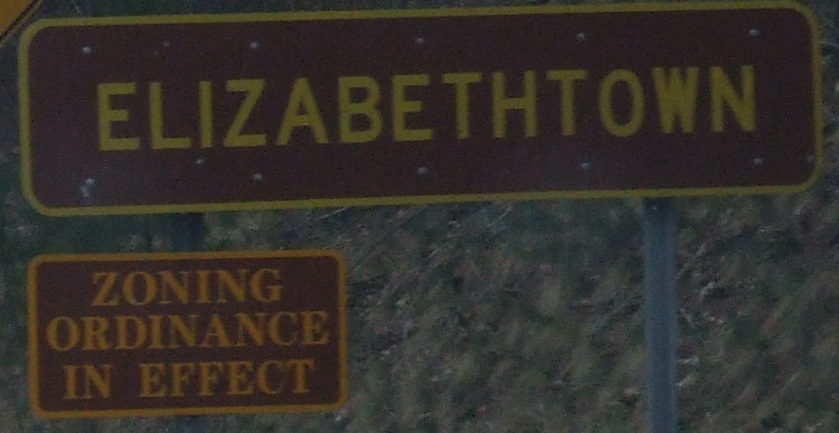 ELIZABETHTOWN
ZONING
ORDINANCE
IN EFFECT